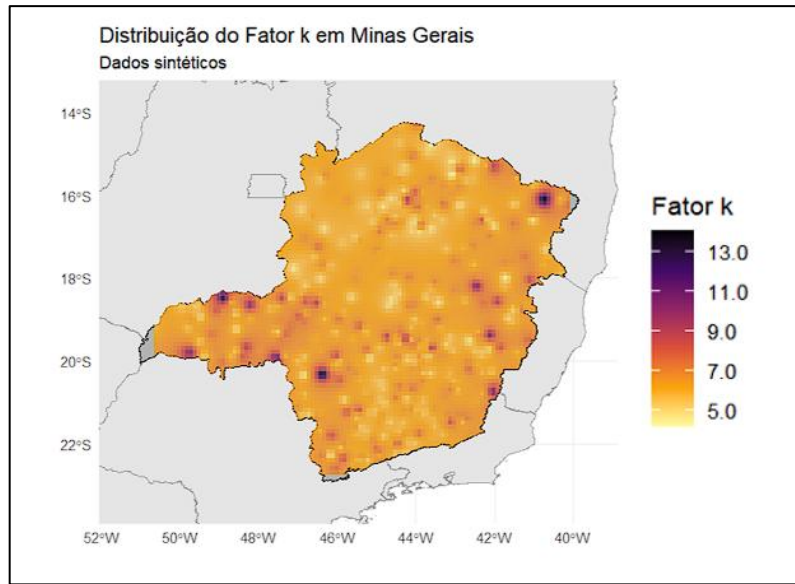 Distribuição do Fator k em Minas Gerais
Dados sintéticos
14°S
16°S
18°S
20°S
22°S
52°W 50°W 48°W 46°W 44°W 42°W 40°W
Fator k
13.0
11.0
9.0
7.0
5.0